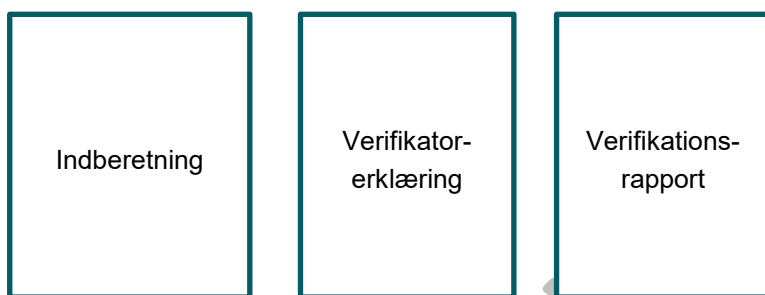 Indberetning
Verifikator-
erklæring
Verifikations-
rapport